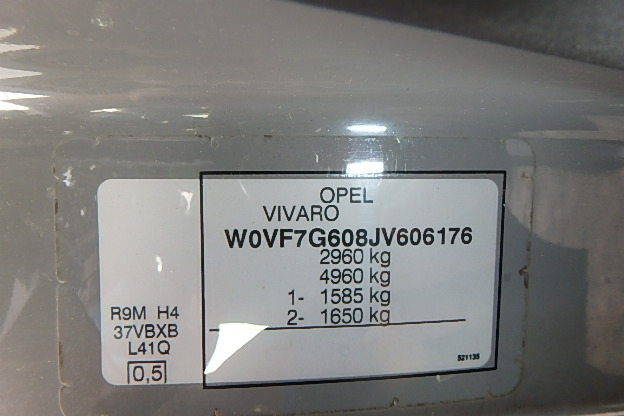 OPEL
VIVARO
W0VF7G608JV606176
2960 kg
4960 kg
1- 1585 kg
2- 1650 kg
R9M H4
37VBXB
L41Q
0,5
521135